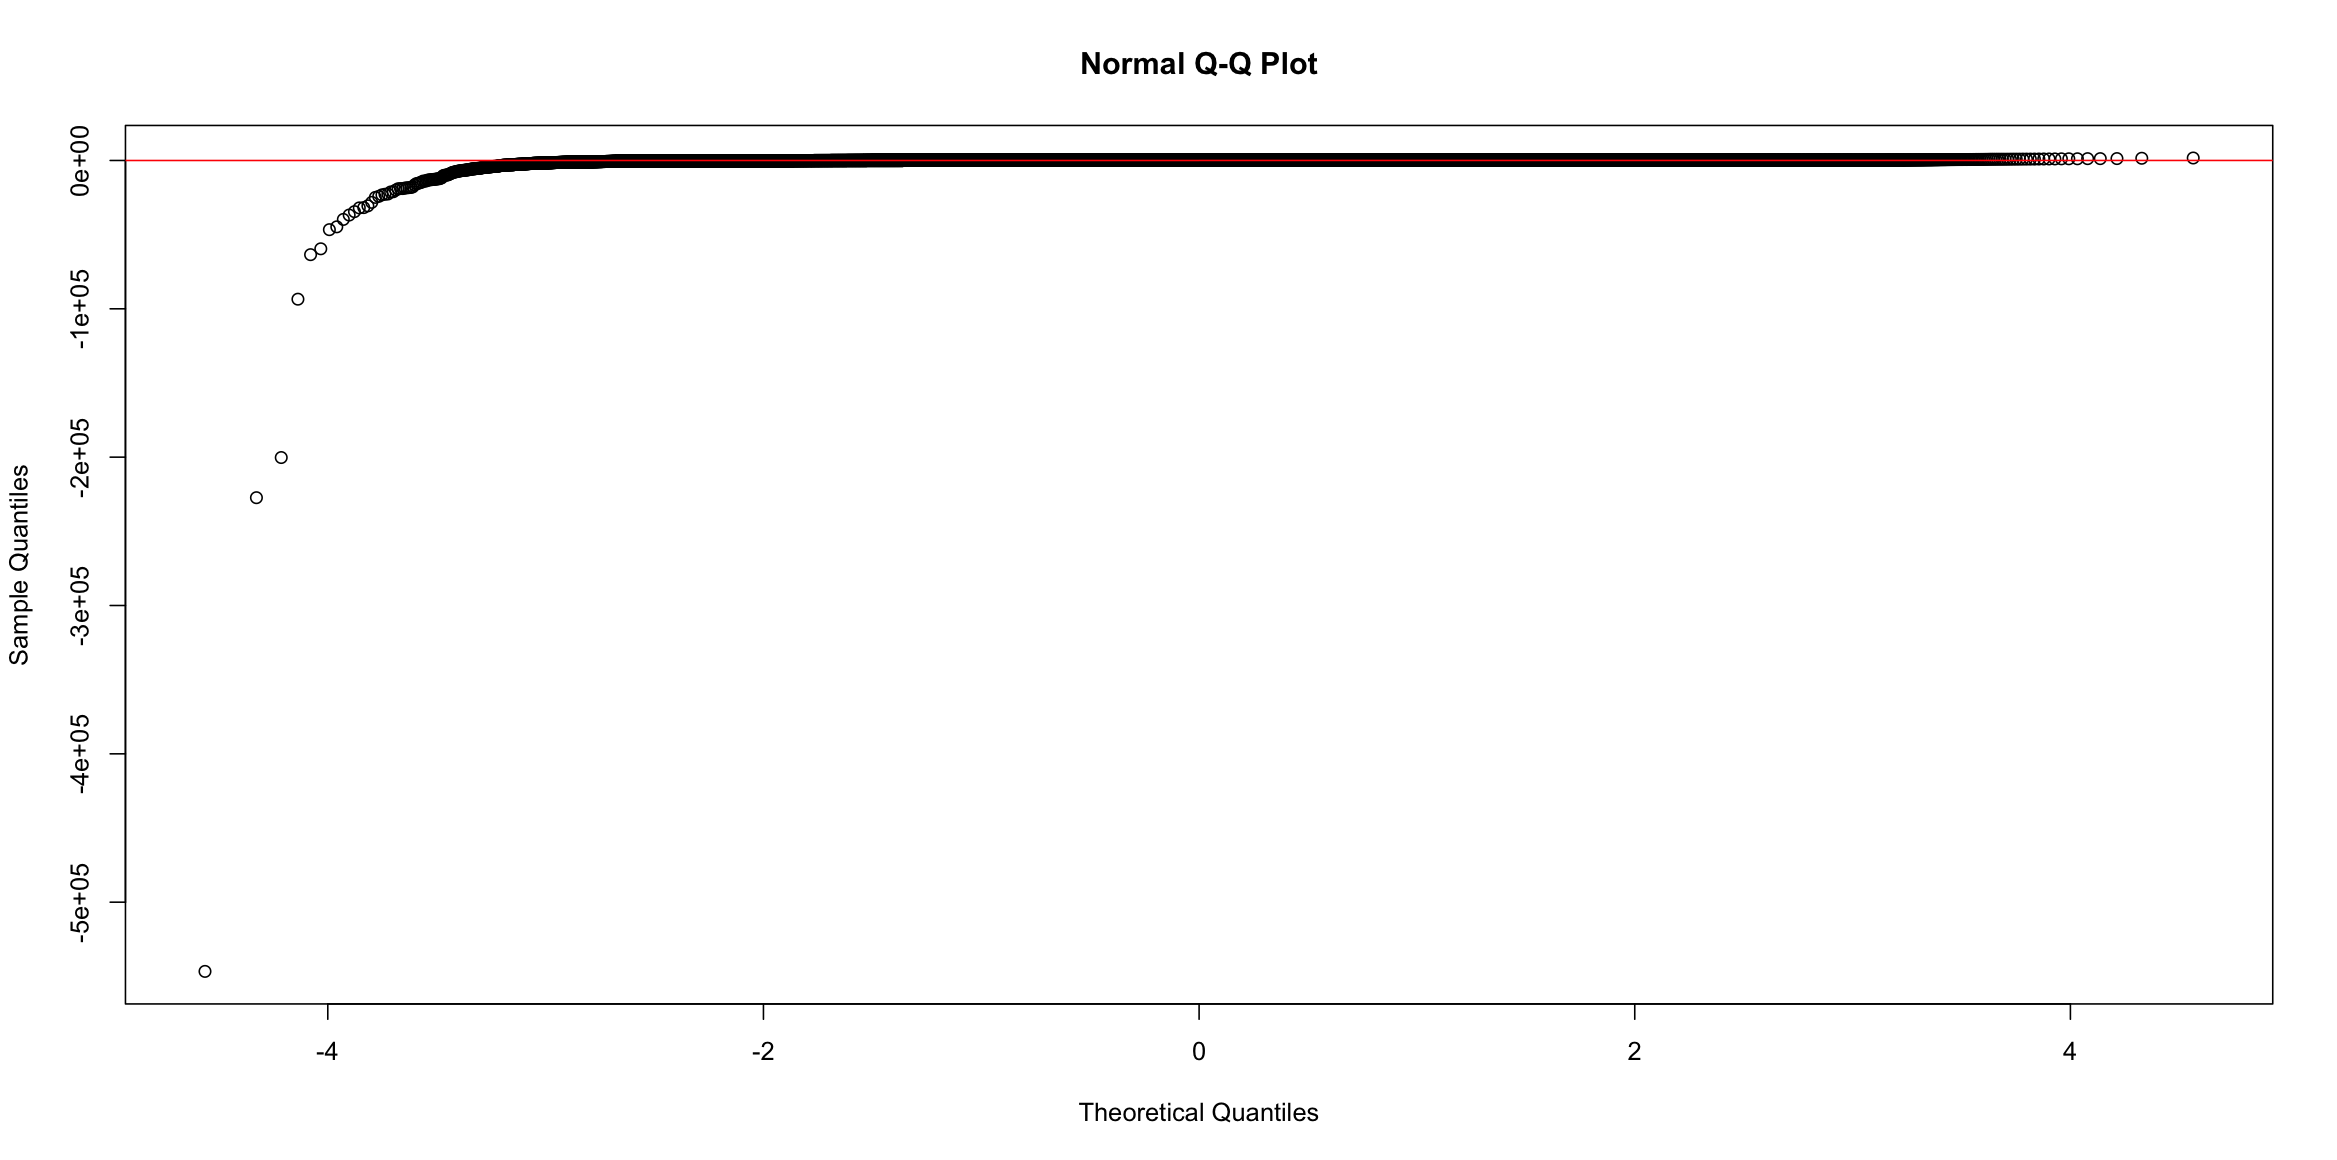 Normal Q-Q Plot
Sample Quantiles
0e+00
-1e+05
-2e+05
-3e+05
-4e+05
-5e+05
-4 -2 0 2 4
Theoretical Quantiles